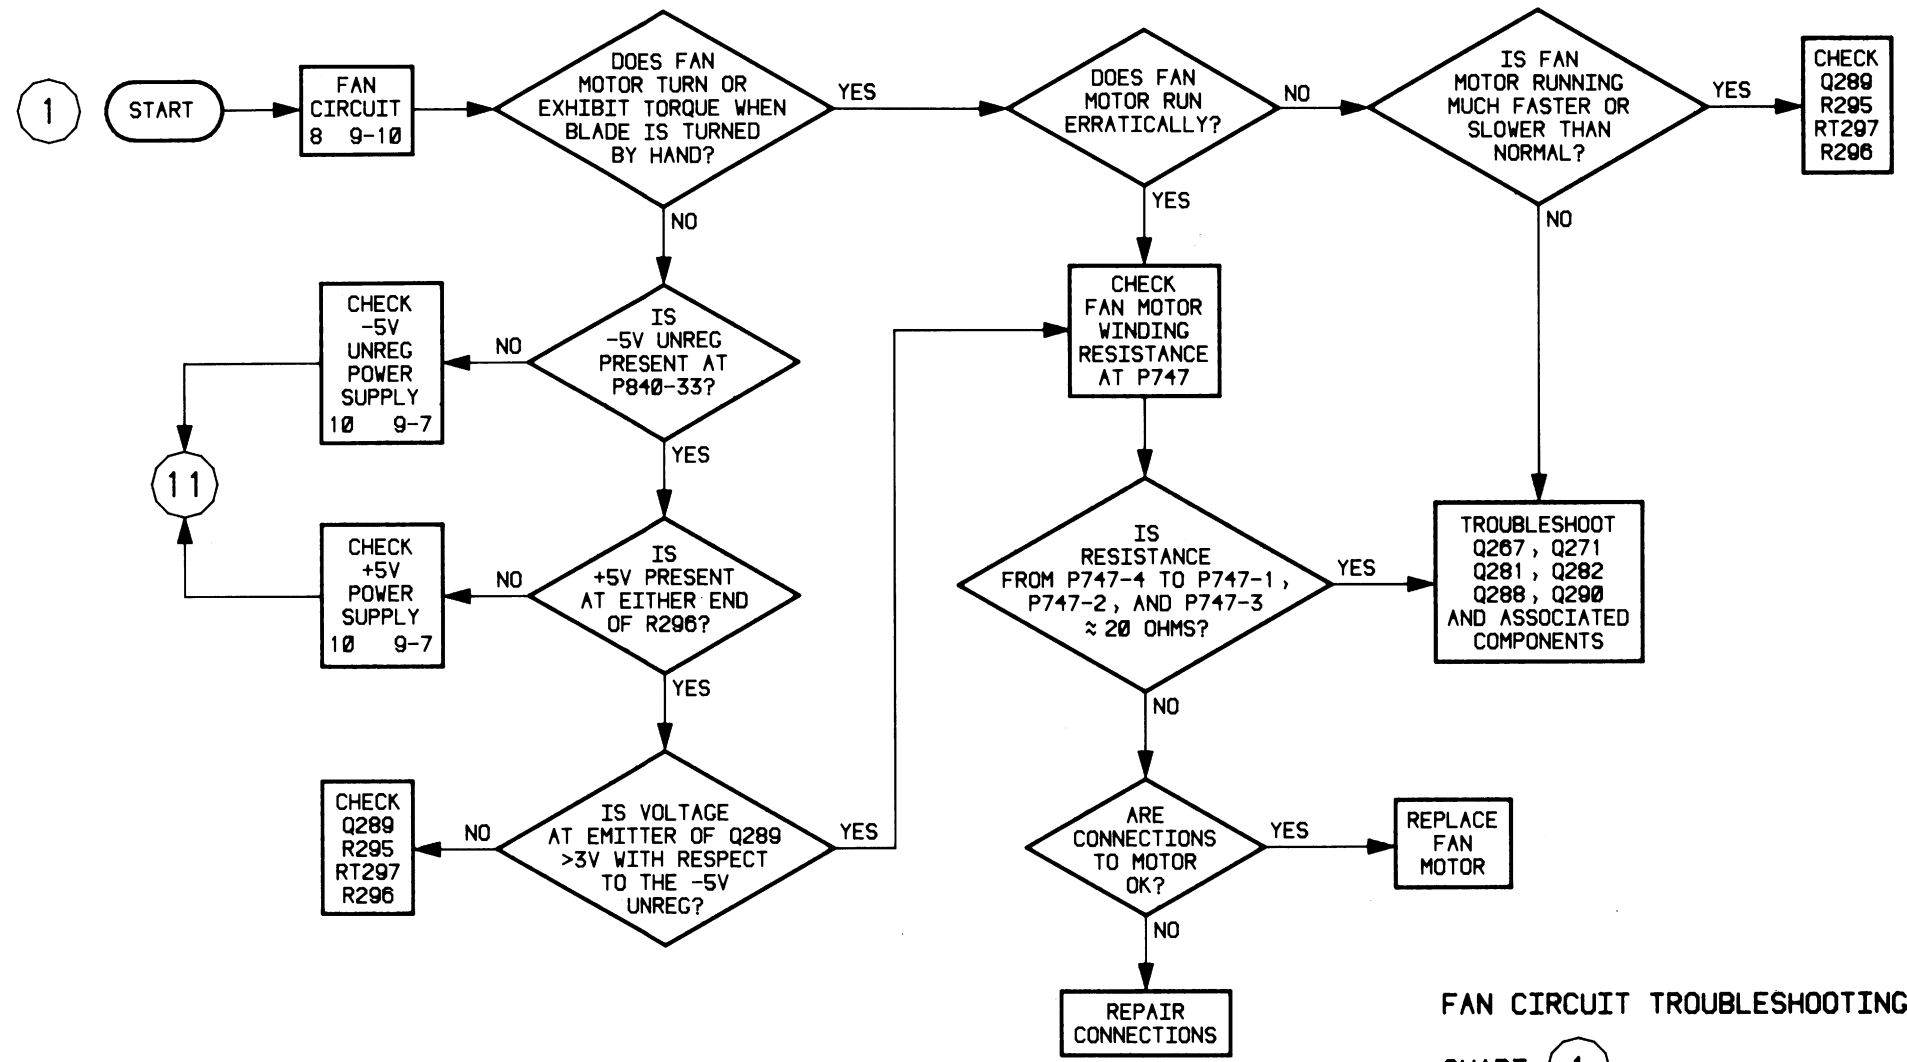 1
START
FAN
CIRCUIT
8 9-10
DOES FAN
MOTOR TURN OR
EXHIBIT TORQUE WHEN
BLADE IS TURNED
BY HAND?
YES
NO
DOES FAN
MOTOR RUN
ERRATICALLY?
NO
YES
IS FAN
MOTOR RUNNING
MUCH FASTER OR
SLOWER THAN
NORMAL?
YES
NO
CHECK
Q289
R295
RT297
R296
IS
-5V UNREG
PRESENT AT
P840-33?
NO
YES
CHECK
-5V
UNREG
POWER
SUPPLY
10 9-7
11
IS
+5V PRESENT
AT EITHER END
OF R296?
NO
YES
CHECK
+5V
POWER
SUPPLY
10 9-7
IS VOLTAGE
AT EMITTER OF Q289
>3V WITH RESPECT
TO THE -5V
UNREG?
NO
YES
CHECK
Q289
R295
RT297
R296
CHECK
FAN MOTOR
WINDING
RESISTANCE
AT P747
IS
RESISTANCE
FROM P747-4 TO P747-1,
P747-2, AND P747-3
≈ 20 OHMS?
YES
NO
TROUBLESHOOT
Q267, Q271
Q281, Q282
Q288, Q290
AND ASSOCIATED
COMPONENTS
ARE
CONNECTIONS
TO MOTOR
OK?
YES
NO
REPLACE
FAN
MOTOR
REPAIR
CONNECTIONS
FAN CIRCUIT TROUBLESHOOTING